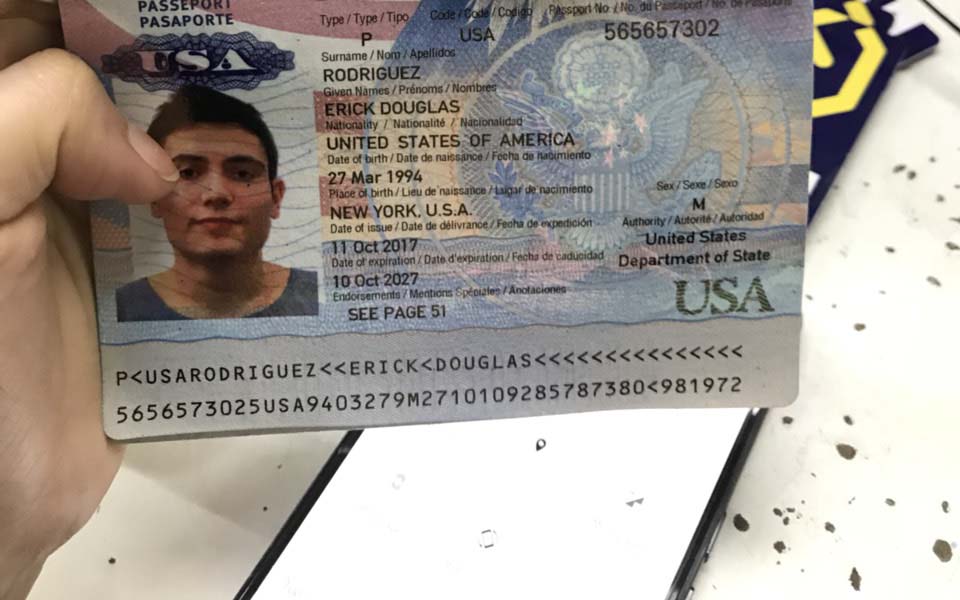 PASSEPORT
PASAPORTE
USA
Type / Type / Tipo
P
Code / Code / Codigo
USA
Passport No. / No. du Passeport / No. de Pasaporte
565657302
Surname / Nom / Apellidos
RODRIGUEZ
Given Names / Prénoms / Nombres
ERICK DOUGLAS
Nationality / Nationalité / Nacionalidad
UNITED STATES OF AMERICA
Date of birth / Date de naissance / Fecha de nacimiento
27 Mar 1994
Place of birth / Lieu de naissance / Lugar de nacimiento
NEW YORK, U.S.A.
Sex / Sexe / Sexo
M
Date of issue / Date de délivrance / Fecha de expedición
11 Oct 2017
Authority / Autorité / Autoridad
United States
Department of State
Date of expiration / Date d'expiration / Fecha de caducidad
10 Oct 2027
Endorsements / Mentions Spéciales / Anotaciones
SEE PAGE 51
USA
P<USARODRIGUEZ<<ERICK<DOUGLAS<<<<<<<<<<<<<<<
5656573025USA9403279M2710109285787380<981972